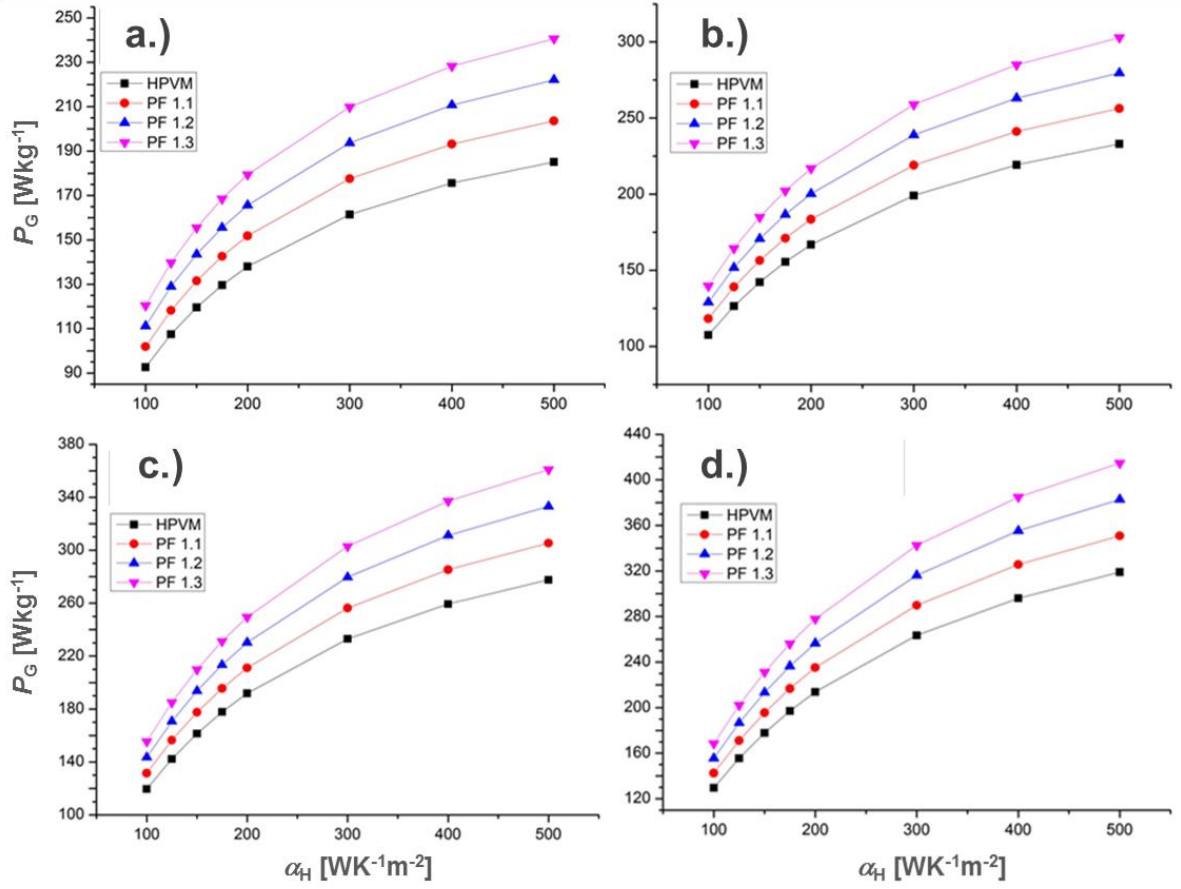 a.)
HPVM
PF 1.1
PF 1.2
PF 1.3
250
230
210
190
170
150
130
110
90
100
200
300
400
500
P_G [Wkg⁻¹]
b.)
HPVM
PF 1.1
PF 1.2
PF 1.3
300
250
200
150
100
100
200
300
400
500
c.)
HPVM
PF 1.1
PF 1.2
PF 1.3
380
340
300
260
220
180
140
100
100
200
300
400
500
P_G [Wkg⁻¹]
α_H [WK⁻¹m⁻²]
d.)
HPVM
PF 1.1
PF 1.2
PF 1.3
440
400
360
320
280
240
200
160
120
100
200
300
400
500
α_H [WK⁻¹m⁻²]